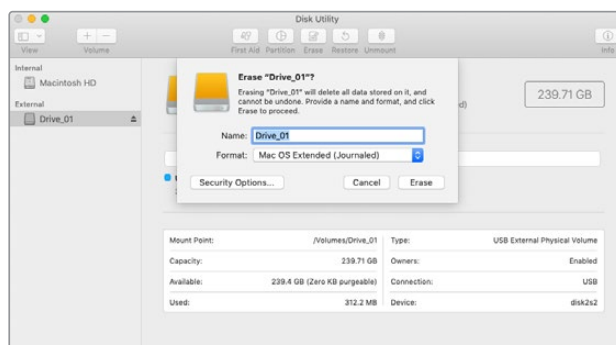 Disk Utility
View
Volume
First Aid
Partition
Erase
Restore
Unmount
Info
Internal
Macintosh HD
External
Drive_01
Erase “Drive_01”?
Erasing “Drive_01” will delete all data stored on it, and
cannot be undone. Provide a name and format, and click
Erase to proceed.
Name: Drive_01
Format: Mac OS Extended (Journaled)
Security Options...
Cancel
Erase
239.71 GB
Mount Point: /Volumes/Drive_01
Type: USB External Physical Volume
Capacity: 239.71 GB
Owners: Enabled
Available: 239.4 GB (Zero KB purgeable)
Connection: USB
Used: 312.2 MB
Device: disk2s2